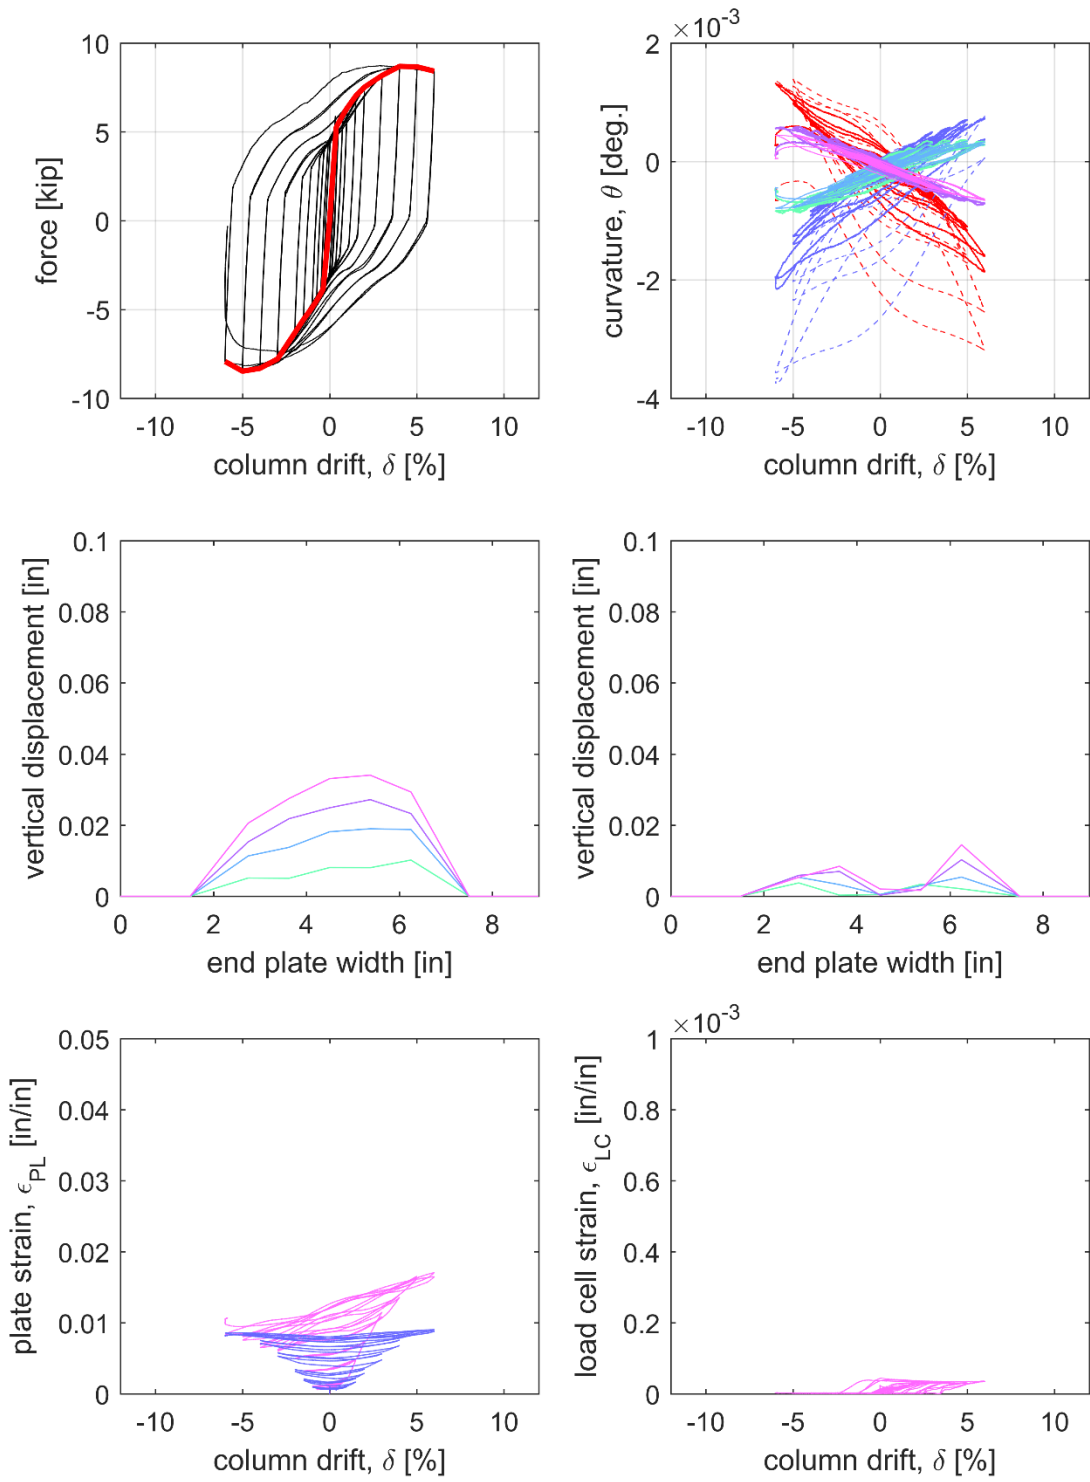 10
5
0
-5
-10
force [kip]
-10 -5 0 5 10
column drift, δ [%]
×10⁻³
2
0
-2
-4
curvature, θ [deg.]
-10 -5 0 5 10
column drift, δ [%]
0.1
0.08
0.06
0.04
0.02
0
vertical displacement [in]
0 2 4 6 8
end plate width [in]
0.1
0.08
0.06
0.04
0.02
0
vertical displacement [in]
0 2 4 6 8
end plate width [in]
0.05
0.04
0.03
0.02
0.01
0
plate strain, ϵ_PL [in/in]
-10 -5 0 5 10
column drift, δ [%]
×10⁻³
1
0.8
0.6
0.4
0.2
0
load cell strain, ϵ_LC [in/in]
-10 -5 0 5 10
column drift, δ [%]